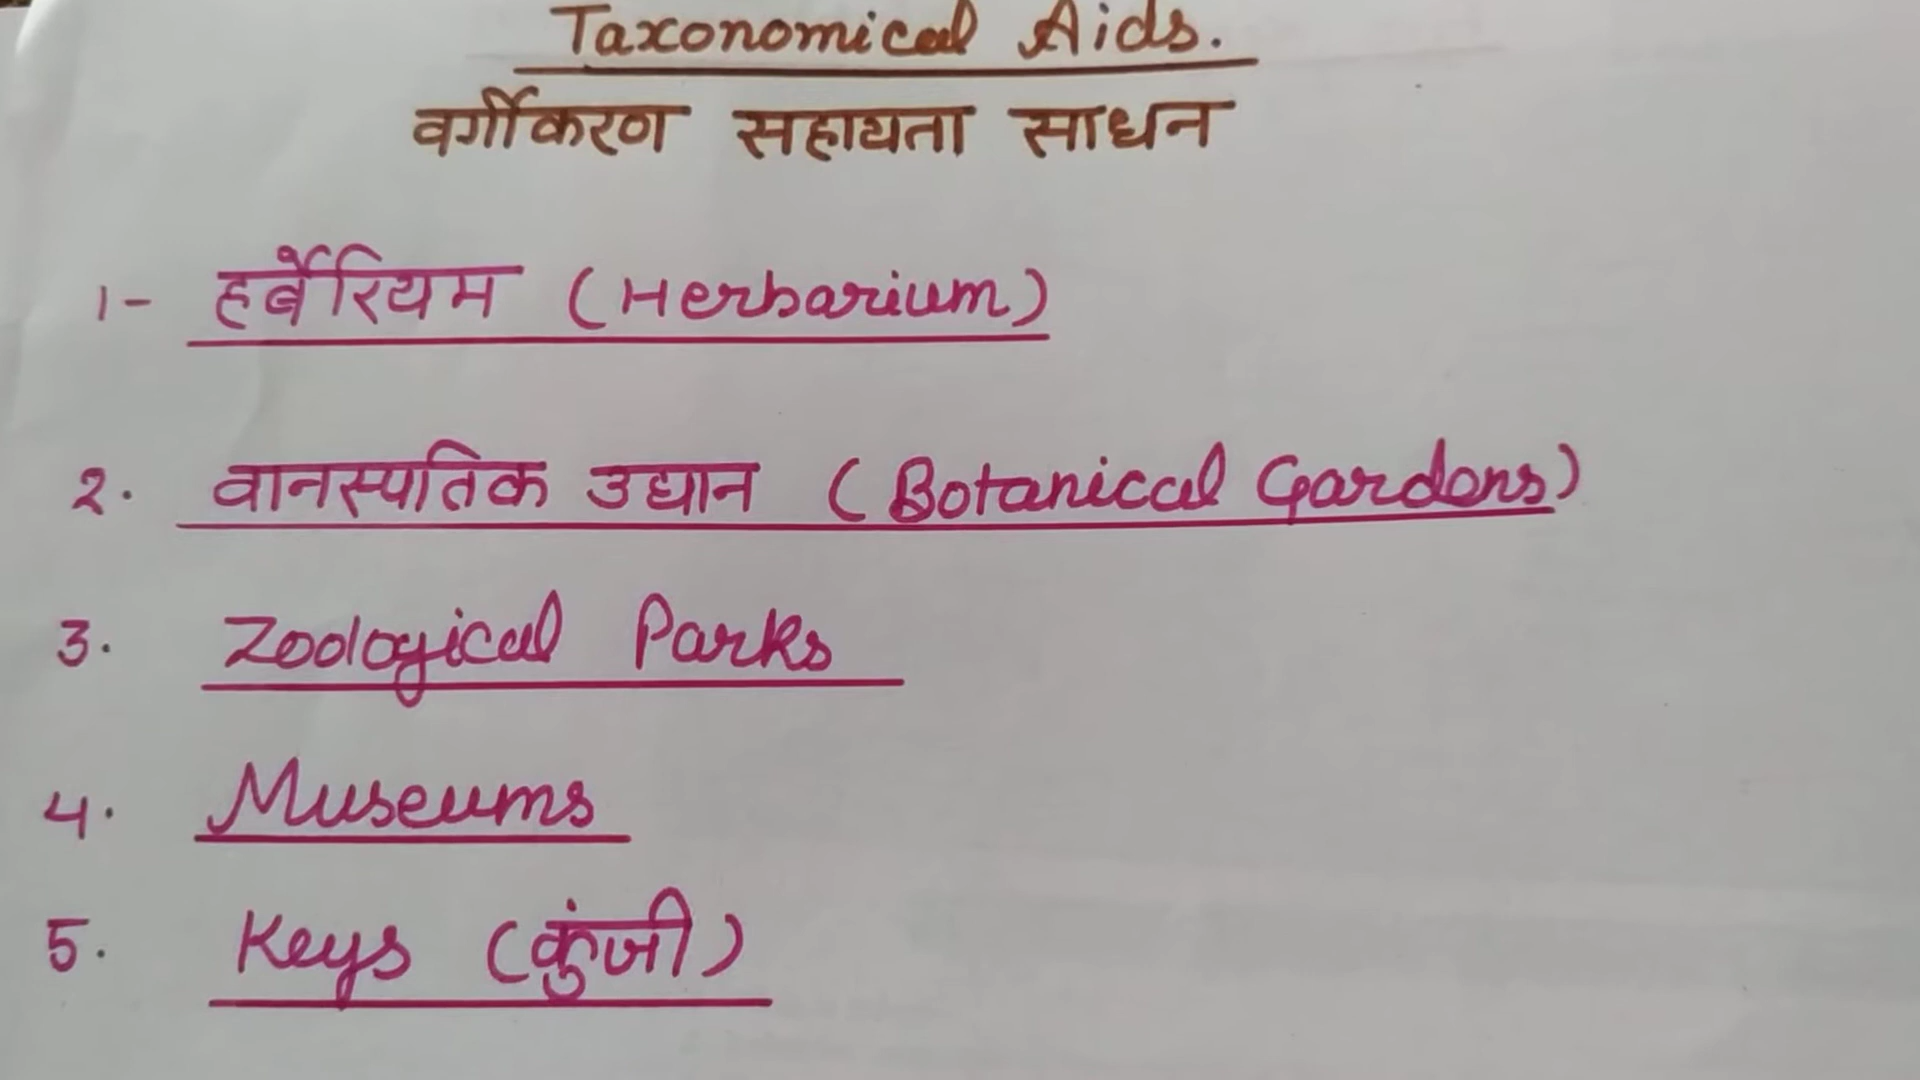 Taxonomical Aids.
वर्गीकरण सहायता साधन
1- हर्बेरियम (Herbarium)
2. वानस्पतिक उद्यान (Botanical Gardens)
3. Zoological Parks
4. Museums
5. Keys (कुंजी)